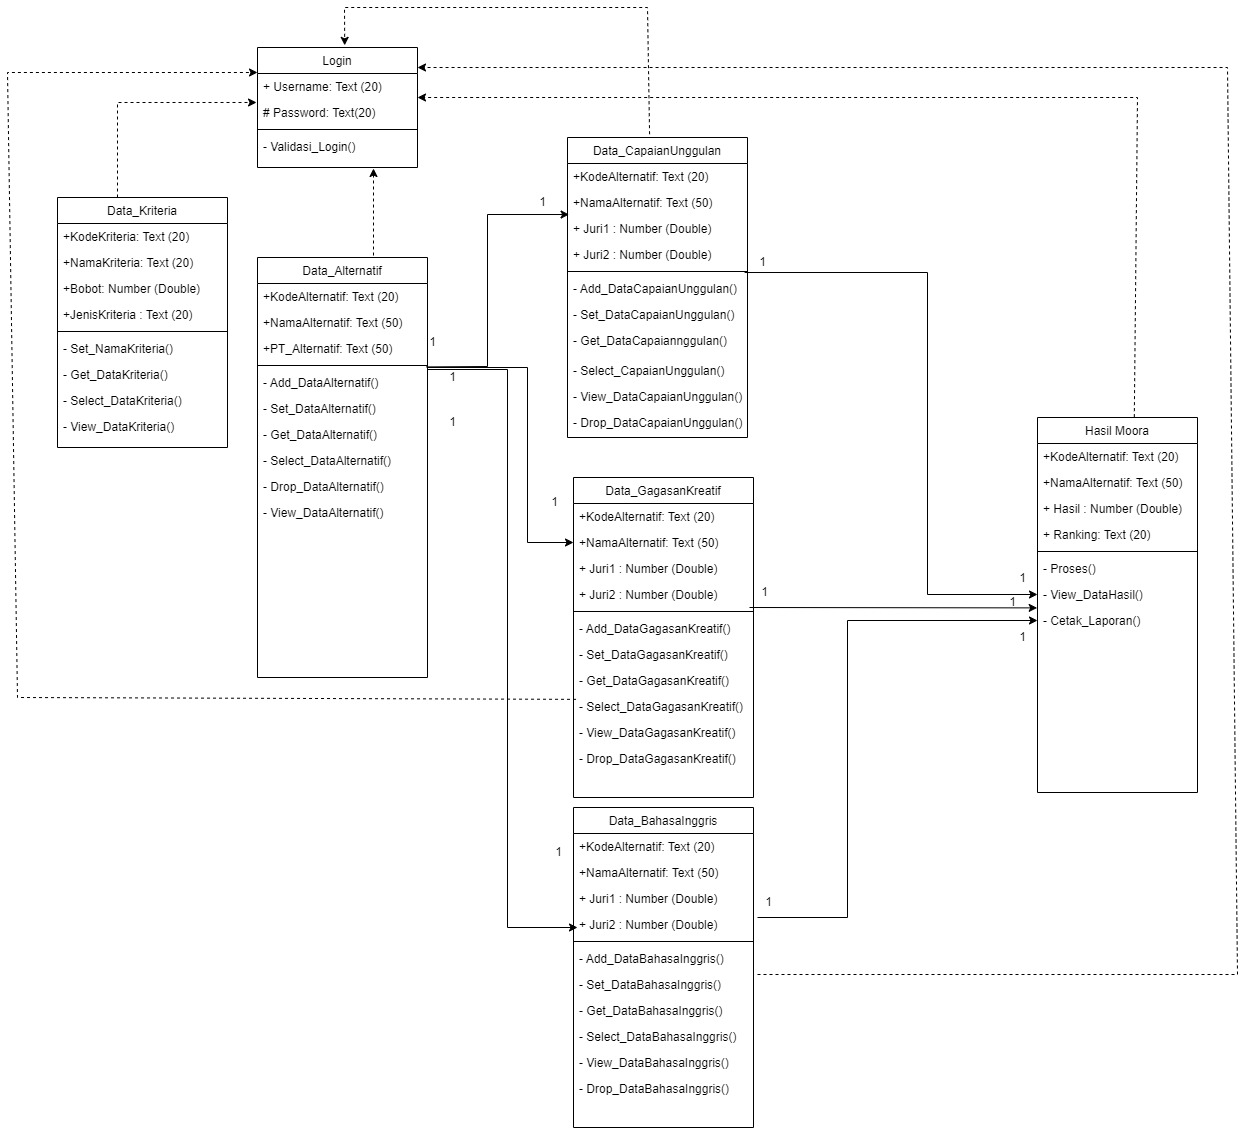 Login
+ Username: Text (20)
# Password: Text(20)
- Validasi_Login()
Data_Kriteria
+KodeKriteria: Text (20)
+NamaKriteria: Text (20)
+Bobot: Number (Double)
+JenisKriteria : Text (20)
- Set_NamaKriteria()
- Get_DataKriteria()
- Select_DataKriteria()
- View_DataKriteria()
Data_Alternatif
+KodeAlternatif: Text (20)
+NamaAlternatif: Text (50)
+PT_Alternatif: Text (50)
- Add_DataAlternatif()
- Set_DataAlternatif()
- Get_DataAlternatif()
- Select_DataAlternatif()
- Drop_DataAlternatif()
- View_DataAlternatif()
1
1
1
1
Data_CapaianUnggulan
+KodeAlternatif: Text (20)
+NamaAlternatif: Text (50)
+ Juri1 : Number (Double)
+ Juri2 : Number (Double)
- Add_DataCapaianUnggulan()
- Set_DataCapaianUnggulan()
- Get_DataCapaiannggulan()
- Select_CapaianUnggulan()
- View_DataCapaianUnggulan()
- Drop_DataCapaianUnggulan()
1
1
Data_GagasanKreatif
+KodeAlternatif: Text (20)
+NamaAlternatif: Text (50)
+ Juri1 : Number (Double)
+ Juri2 : Number (Double)
- Add_DataGagasanKreatif()
- Set_DataGagasanKreatif()
- Get_DataGagasanKreatif()
- Select_DataGagasanKreatif()
- View_DataGagasanKreatif()
- Drop_DataGagasanKreatif()
1
1
Data_BahasaInggris
+KodeAlternatif: Text (20)
+NamaAlternatif: Text (50)
+ Juri1 : Number (Double)
+ Juri2 : Number (Double)
- Add_DataBahasaInggris()
- Set_DataBahasaInggris()
- Get_DataBahasaInggris()
- Select_DataBahasaInggris()
- View_DataBahasaInggris()
- Drop_DataBahasaInggris()
1
Hasil Moora
+KodeAlternatif: Text (20)
+NamaAlternatif: Text (50)
+ Hasil : Number (Double)
+ Ranking: Text (20)
- Proses()
- View_DataHasil()
- Cetak_Laporan()
1
1
1